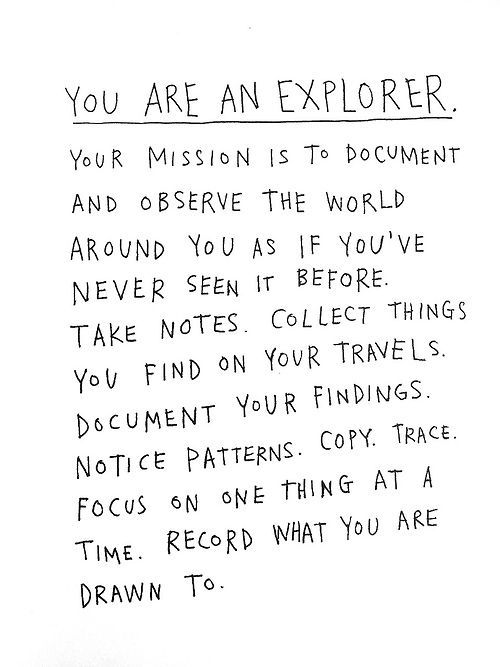 YOU ARE AN EXPLORER.
YOUR MISSION IS TO DOCUMENT
AND OBSERVE THE WORLD
AROUND YOU AS IF YOU'VE
NEVER SEEN IT BEFORE.
TAKE NOTES. COLLECT THINGS
YOU FIND ON YOUR TRAVELS.
DOCUMENT YOUR FINDINGS.
NOTICE PATTERNS. COPY. TRACE.
FOCUS ON ONE THING AT A
TIME. RECORD WHAT YOU ARE
DRAWN TO.